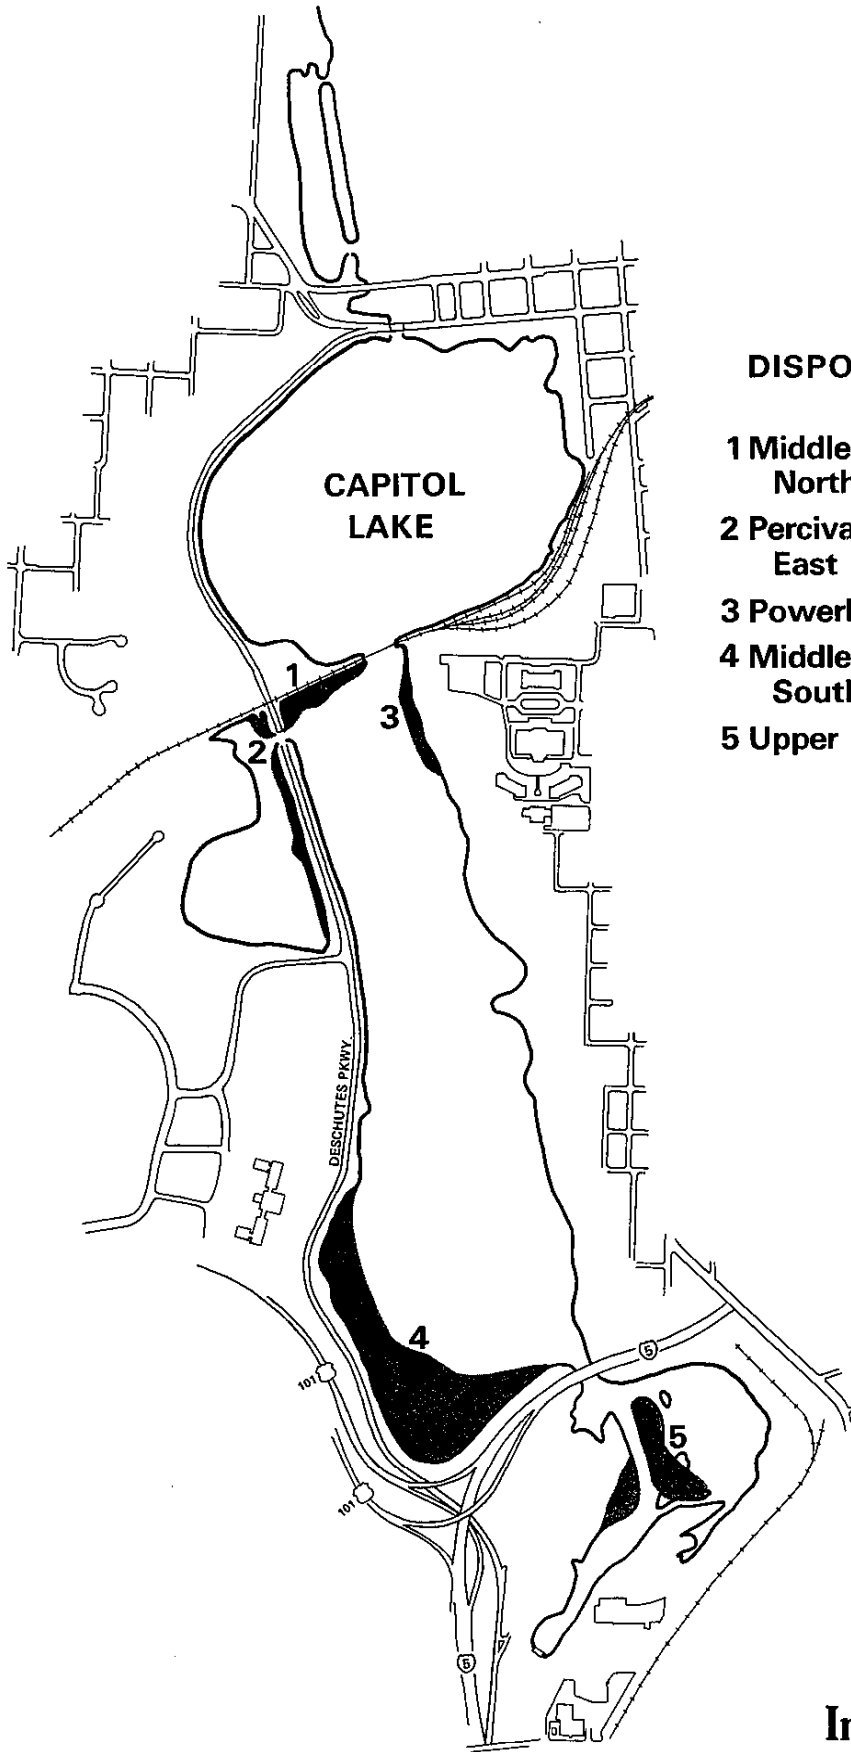 DISPO
CAPITOL
LAKE
1 Middle
North
2 Perciva
East
3 Powerl
4 Middle
South
5 Upper
1
2
3
DESCHUTES PKWY.
4
5
101
5
101
5
In